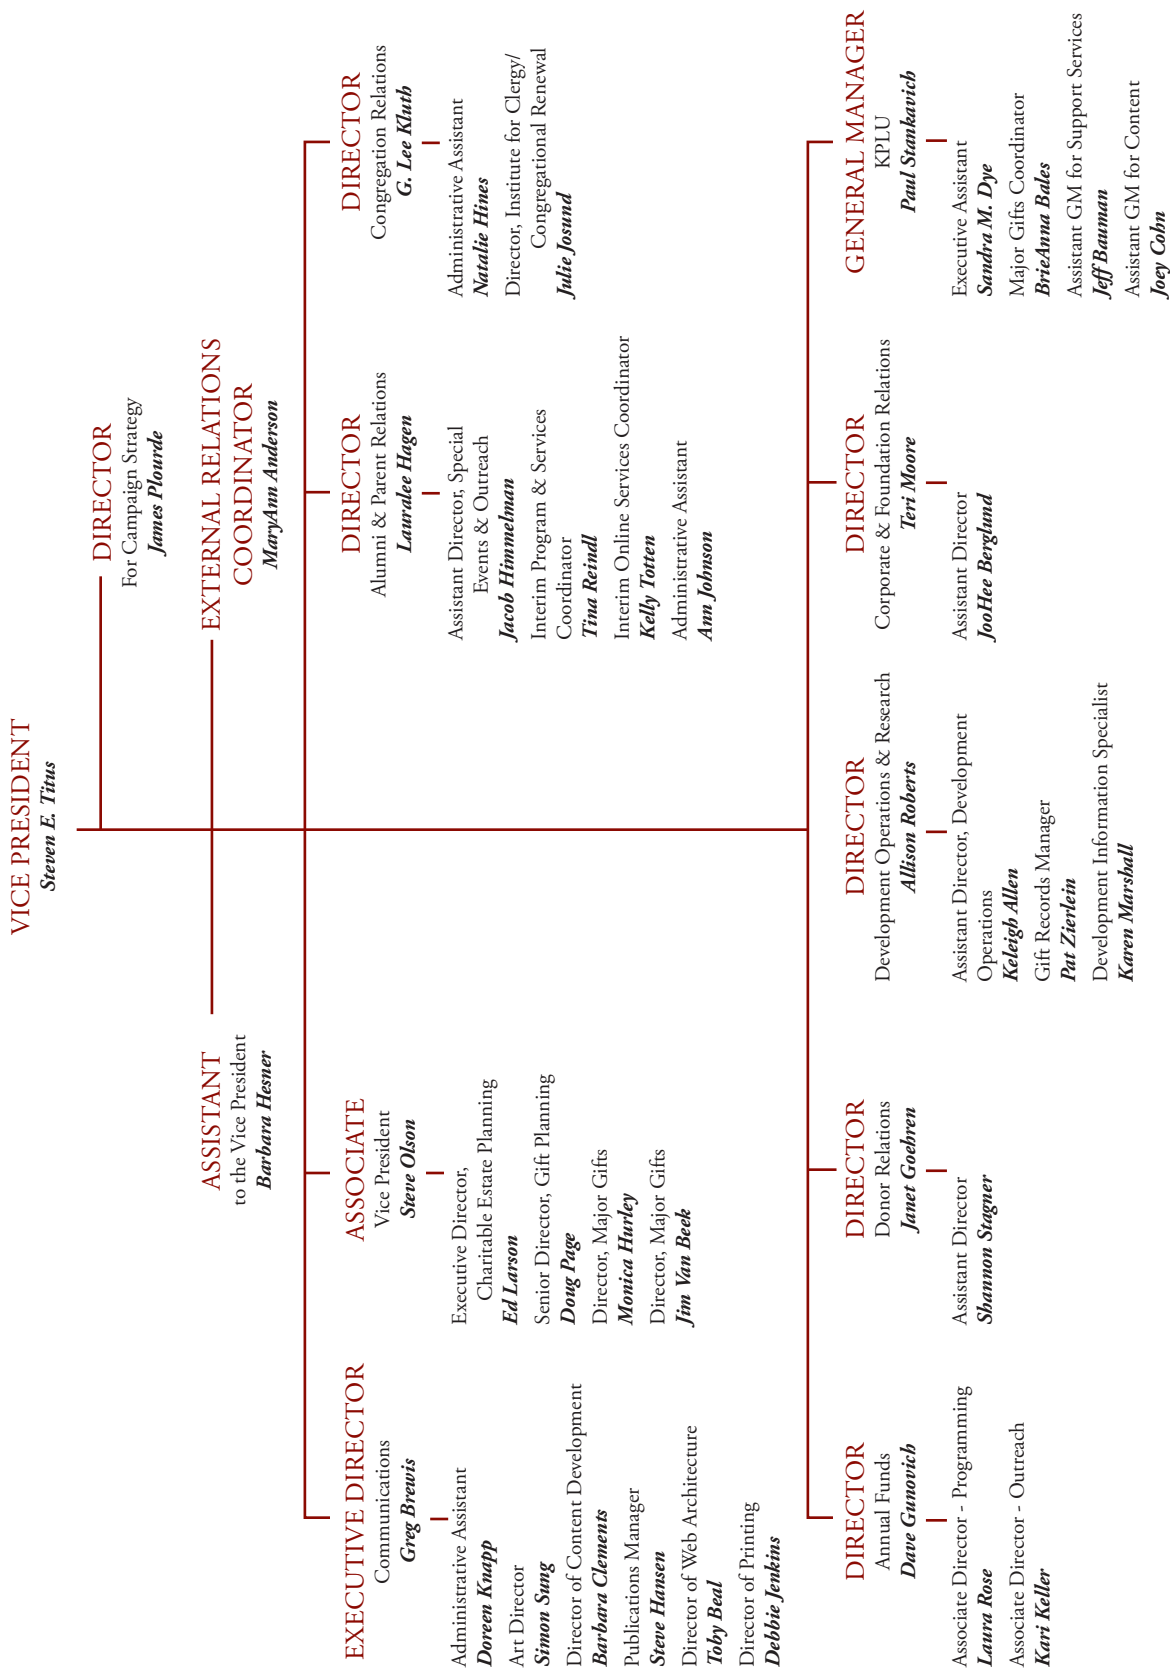 VICE PRESIDENT
Steven E. Titus
DIRECTOR
For Campaign Strategy
James Plourde
ASSISTANT
to the Vice President
Barbara Hesner
EXTERNAL RELATIONS
COORDINATOR
MaryAnn Anderson
EXECUTIVE DIRECTOR
Communications
Greg Brewis
Administrative Assistant
Doreen Knapp
Art Director
Simon Sung
Director of Content Development
Barbara Clements
Publications Manager
Steve Hansen
Director of Web Architecture
Toby Beal
Director of Printing
Debbie Jenkins
ASSOCIATE
Vice President
Steve Olson
Executive Director,
Charitable Estate Planning
Ed Larson
Senior Director, Gift Planning
Doug Page
Director, Major Gifts
Monica Hurley
Director, Major Gifts
Jim Van Beek
DIRECTOR
Alumni & Parent Relations
Lauralee Hagen
Assistant Director, Special
Events & Outreach
Jacob Himmelman
Interim Program & Services
Coordinator
Tina Reindl
Interim Online Services Coordinator
Kelly Totten
Administrative Assistant
Ann Johnson
DIRECTOR
Congregation Relations
G. Lee Kluth
Administrative Assistant
Natalie Hines
Director, Institute for Clergy/
Congregational Renewal
Julie Josund
DIRECTOR
Annual Funds
Dave Gunovich
Associate Director - Programming
Laura Rose
Associate Director - Outreach
Kari Keller
DIRECTOR
Donor Relations
Janet Goehren
Assistant Director
Shannon Stagner
DIRECTOR
Development Operations & Research
Allison Roberts
Assistant Director, Development
Operations
Keleigh Allen
Gift Records Manager
Pat Zierlein
Development Information Specialist
Karen Marshall
DIRECTOR
Corporate & Foundation Relations
Teri Moore
Assistant Director
JooHee Berglund
GENERAL MANAGER
KPLU
Paul Stankavich
Executive Assistant
Sandra M. Dye
Major Gifts Coordinator
BrieAnna Bales
Assistant GM for Support Services
Jeff Bauman
Assistant GM for Content
Joey Cohn